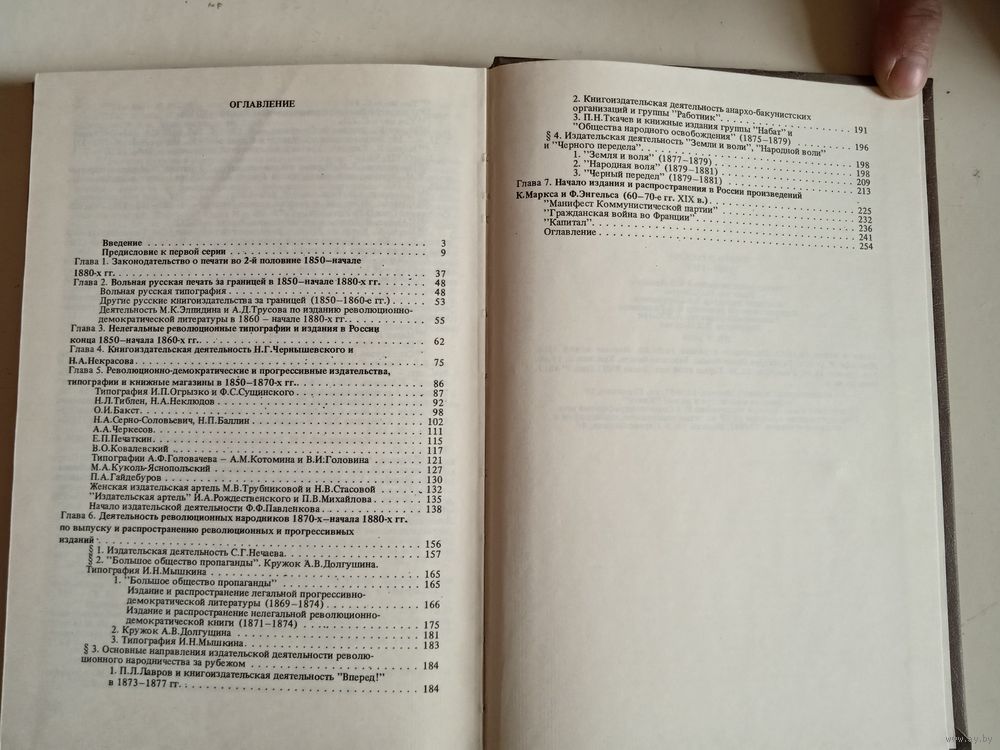 ОГЛАВЛЕНИЕ
Введение . . . . . . . . . . . . . . . . . . . . . . . . . . . . . . 3
Предисловие к первой серии . . . . . . . . . . . . . . . . . . . . 9
Глава 1. Законодательство о печати во 2-й половине 1850—начале
1880-х гг. . . . . . . . . . . . . . . . . . . . . . . . . . . . . . 37
Глава 2. Вольная русская печать за границей в 1850—начале 1880-х гг. . . . . 48
Вольная русская типография . . . . . . . . . . . . . . . . . . . . 48
Другие русские книгоиздательства за границей (1850—1860-е гг.) . . . . . 53
Деятельность М.К.Элпидина и А.Д.Трусова по изданию революционно-
демократической литературы в 1860 — начале 1880-х гг. . . . . . . . . 55
Глава 3. Нелегальные революционные типографии и издания в России
конца 1850—начала 1860-х гг. . . . . . . . . . . . . . . . . . . . . 62
Глава 4. Книгоиздательская деятельность Н.Г.Чернышевского и
Н.А.Некрасова . . . . . . . . . . . . . . . . . . . . . . . . . . . 75
Глава 5. Революционно-демократические и прогрессивные издательства,
типографии и книжные магазины в 1850—1870-х гг. . . . . . . . . . . . 86
Типография И.П.Огрызко и Ф.С.Сущинского . . . . . . . . . . . . . . 87
Н.Л.Тиблен, Н.А.Неклюдов . . . . . . . . . . . . . . . . . . . . . 92
О.И.Бакст . . . . . . . . . . . . . . . . . . . . . . . . . . . . . 98
Н.А.Серно-Соловьевич, Н.П.Баллин . . . . . . . . . . . . . . . . . 102
А.А.Черкесов . . . . . . . . . . . . . . . . . . . . . . . . . . . 111
Е.П.Печаткин . . . . . . . . . . . . . . . . . . . . . . . . . . . 115
В.О.Ковалевский . . . . . . . . . . . . . . . . . . . . . . . . . . 117
Типографии А.Ф.Головачева — А.М.Котомина и В.И.Головина . . . . . . 121
М.А.Куколь-Яснопольский . . . . . . . . . . . . . . . . . . . . . . 127
П.А.Гайдебуров . . . . . . . . . . . . . . . . . . . . . . . . . . 130
Женская издательская артель М.В.Трубниковой и Н.В.Стасовой . . . . . 132
"Издательская артель" И.А.Рождественского и П.В.Михайлова . . . . . . 135
Начало издательской деятельности Ф.Ф.Павленкова . . . . . . . . . . 138
Глава 6. Деятельность революционных народников 1870-х—начала 1880-х гг.
по выпуску и распространению революционных и прогрессивных
изданий . . . . . . . . . . . . . . . . . . . . . . . . . . . . . . 156
§ 1. Издательская деятельность С.Г.Нечаева . . . . . . . . . . . . . 157
§ 2. "Большое общество пропаганды". Кружок А.В.Долгушина.
Типография И.Н.Мышкина . . . . . . . . . . . . . . . . . . . . . . 165
1. "Большое общество пропаганды" . . . . . . . . . . . . . . . . . 165
Издание и распространение легальной прогрессивно-
демократической литературы (1869—1874) . . . . . . . . . . . . . . 166
Издание и распространение нелегальной революционно-
демократической книги (1871—1874) . . . . . . . . . . . . . . . . . 175
2. Кружок А.В.Долгушина . . . . . . . . . . . . . . . . . . . . . . 181
3. Типография И.Н.Мышкина . . . . . . . . . . . . . . . . . . . . . 183
§ 3. Основные направления издательской деятельности револю-
ционного народничества за рубежом . . . . . . . . . . . . . . . . . 184
1. П.Л.Лавров и книгоиздательская деятельность "Вперед!"
в 1873—1877 гг. . . . . . . . . . . . . . . . . . . . . . . . . . . 184
2. Книгоиздательская деятельность анархо-бакунистских
организаций и группы "Работник" . . . . . . . . . . . . . . . . . . 191
3. П.Н.Ткачев и книжные издания группы "Набат" и
"Общества народного освобождения" (1875—1879) . . . . . . . . . . . 196
§ 4. Издательская деятельность "Земли и воли", "Народной воли"
и "Черного передела" . . . . . . . . . . . . . . . . . . . . . . . 198
1. "Земля и воля" (1877—1879) . . . . . . . . . . . . . . . . . . . 198
2. "Народная воля" (1879—1881) . . . . . . . . . . . . . . . . . . 209
3. "Черный передел" (1879—1881) . . . . . . . . . . . . . . . . . . 213
Глава 7. Начало издания и распространения в России произведений
К.Маркса и Ф.Энгельса (60—70-е гг. XIX в.) . . . . . . . . . . . . . 225
"Манифест Коммунистической партии" . . . . . . . . . . . . . . . . 232
"Гражданская война во Франции" . . . . . . . . . . . . . . . . . . 236
"Капитал" . . . . . . . . . . . . . . . . . . . . . . . . . . . . . 241
Оглавление . . . . . . . . . . . . . . . . . . . . . . . . . . . . 254
www.ay.by